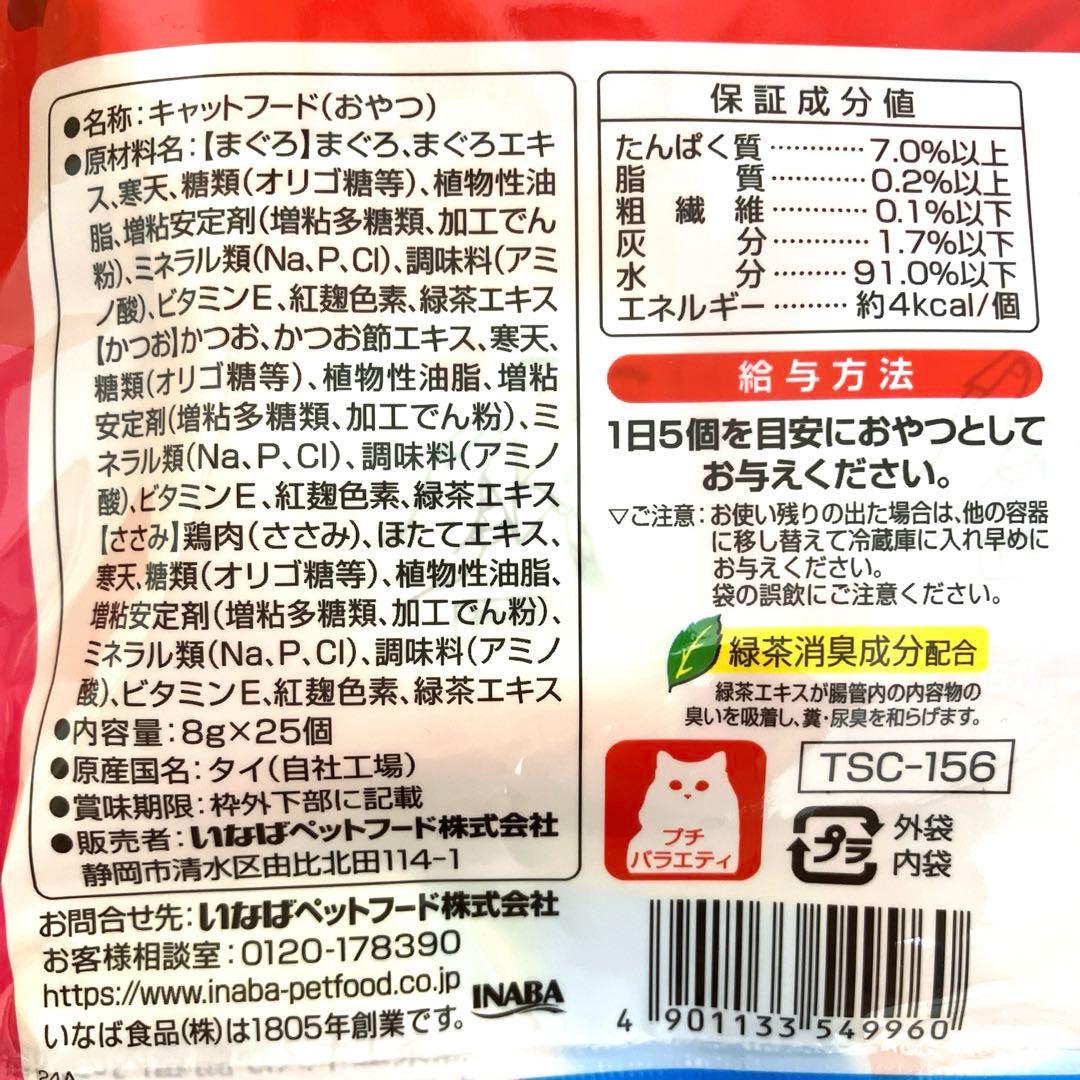 ●名称：キャットフード（おやつ）
●原材料名：【まぐろ】まぐろ、まぐろエキ
ス、寒天、糖類（オリゴ糖等）、植物性油
脂、増粘安定剤（増粘多糖類、加工でん
粉）、ミネラル類（Na、P、Cl）、調味料（アミ
ノ酸）、ビタミンE、紅麹色素、緑茶エキス
【かつお】かつお、かつお節エキス、寒天、
糖類（オリゴ糖等）、植物性油脂、増粘
安定剤（増粘多糖類、加工でん粉）、ミ
ネラル類（Na、P、Cl）、調味料（アミノ
酸）、ビタミンE、紅麹色素、緑茶エキス
【ささみ】鶏肉（ささみ）、ほたてエキス、
寒天、糖類（オリゴ糖等）、植物性油脂、
増粘安定剤（増粘多糖類、加工でん粉）、
ミネラル類（Na、P、Cl）、調味料（アミノ
酸）、ビタミンE、紅麹色素、緑茶エキス
●内容量：8g×25個
●原産国名：タイ（自社工場）
●賞味期限：枠外下部に記載
●販売者：いなばペットフード株式会社
静岡市清水区由比北田114-1
お問合せ先：いなばペットフード株式会社
お客様相談室：0120-178390
https://www.inaba-petfood.co.jp
いなば食品（株）は1805年創業です。
INABA
24A
保証成分値
たんぱく質…………7.0%以上
脂質…………0.2%以上
粗繊維…………0.1%以下
灰分…………1.7%以下
水分………91.0%以下
エネルギー………約4kcal/個
給与方法
1日5個を目安におやつとして
お与えください。
▽ご注意：お使い残りの出た場合は、他の容器
に移し替えて冷蔵庫に入れ早めに
お与えください。
袋の誤飲にご注意ください。
緑茶消臭成分配合
緑茶エキスが腸管内の内容物の
臭いを吸着し、糞・尿臭を和らげます。
プチ
バラエティ
TSC-156
プラ
外袋
内袋
4 901133 549960